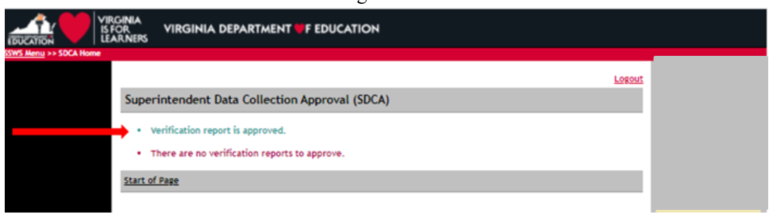 EDUCATION
VIRGINIA
IS FOR
LEARNERS
VIRGINIA DEPARTMENT ♥F EDUCATION
SSWS Menu >> SDCA Home
Logout
Superintendent Data Collection Approval (SDCA)
• Verification report is approved.
• There are no verification reports to approve.
Start of Page